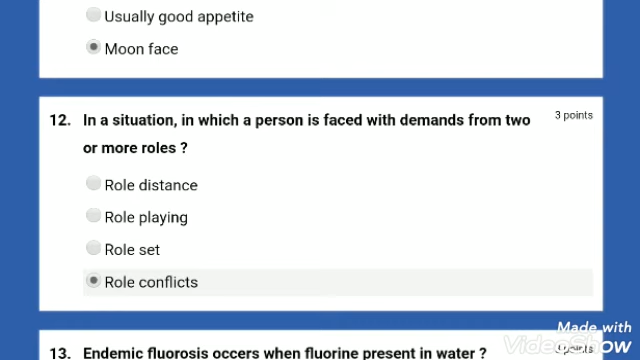 Usually good appetite
Moon face
12. In a situation, in which a person is faced with demands from two
or more roles ?
3 points
Role distance
Role playing
Role set
Role conflicts
13. Endemic fluorosis occurs when fluorine present in water ?
points
Made with
VideoShow